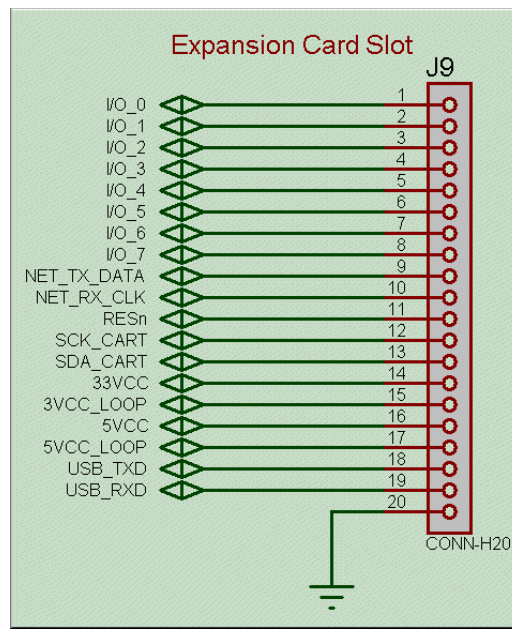 Expansion Card Slot
J9
I/O_0 1
I/O_1 2
I/O_2 3
I/O_3 4
I/O_4 5
I/O_5 6
I/O_6 7
I/O_7 8
NET_TX_DATA 9
NET_RX_CLK 10
RESn 11
SCK_CART 12
SDA_CART 13
33VCC 14
3VCC_LOOP 15
5VCC 16
5VCC_LOOP 17
USB_TXD 18
USB_RXD 19
20
CONN-H20